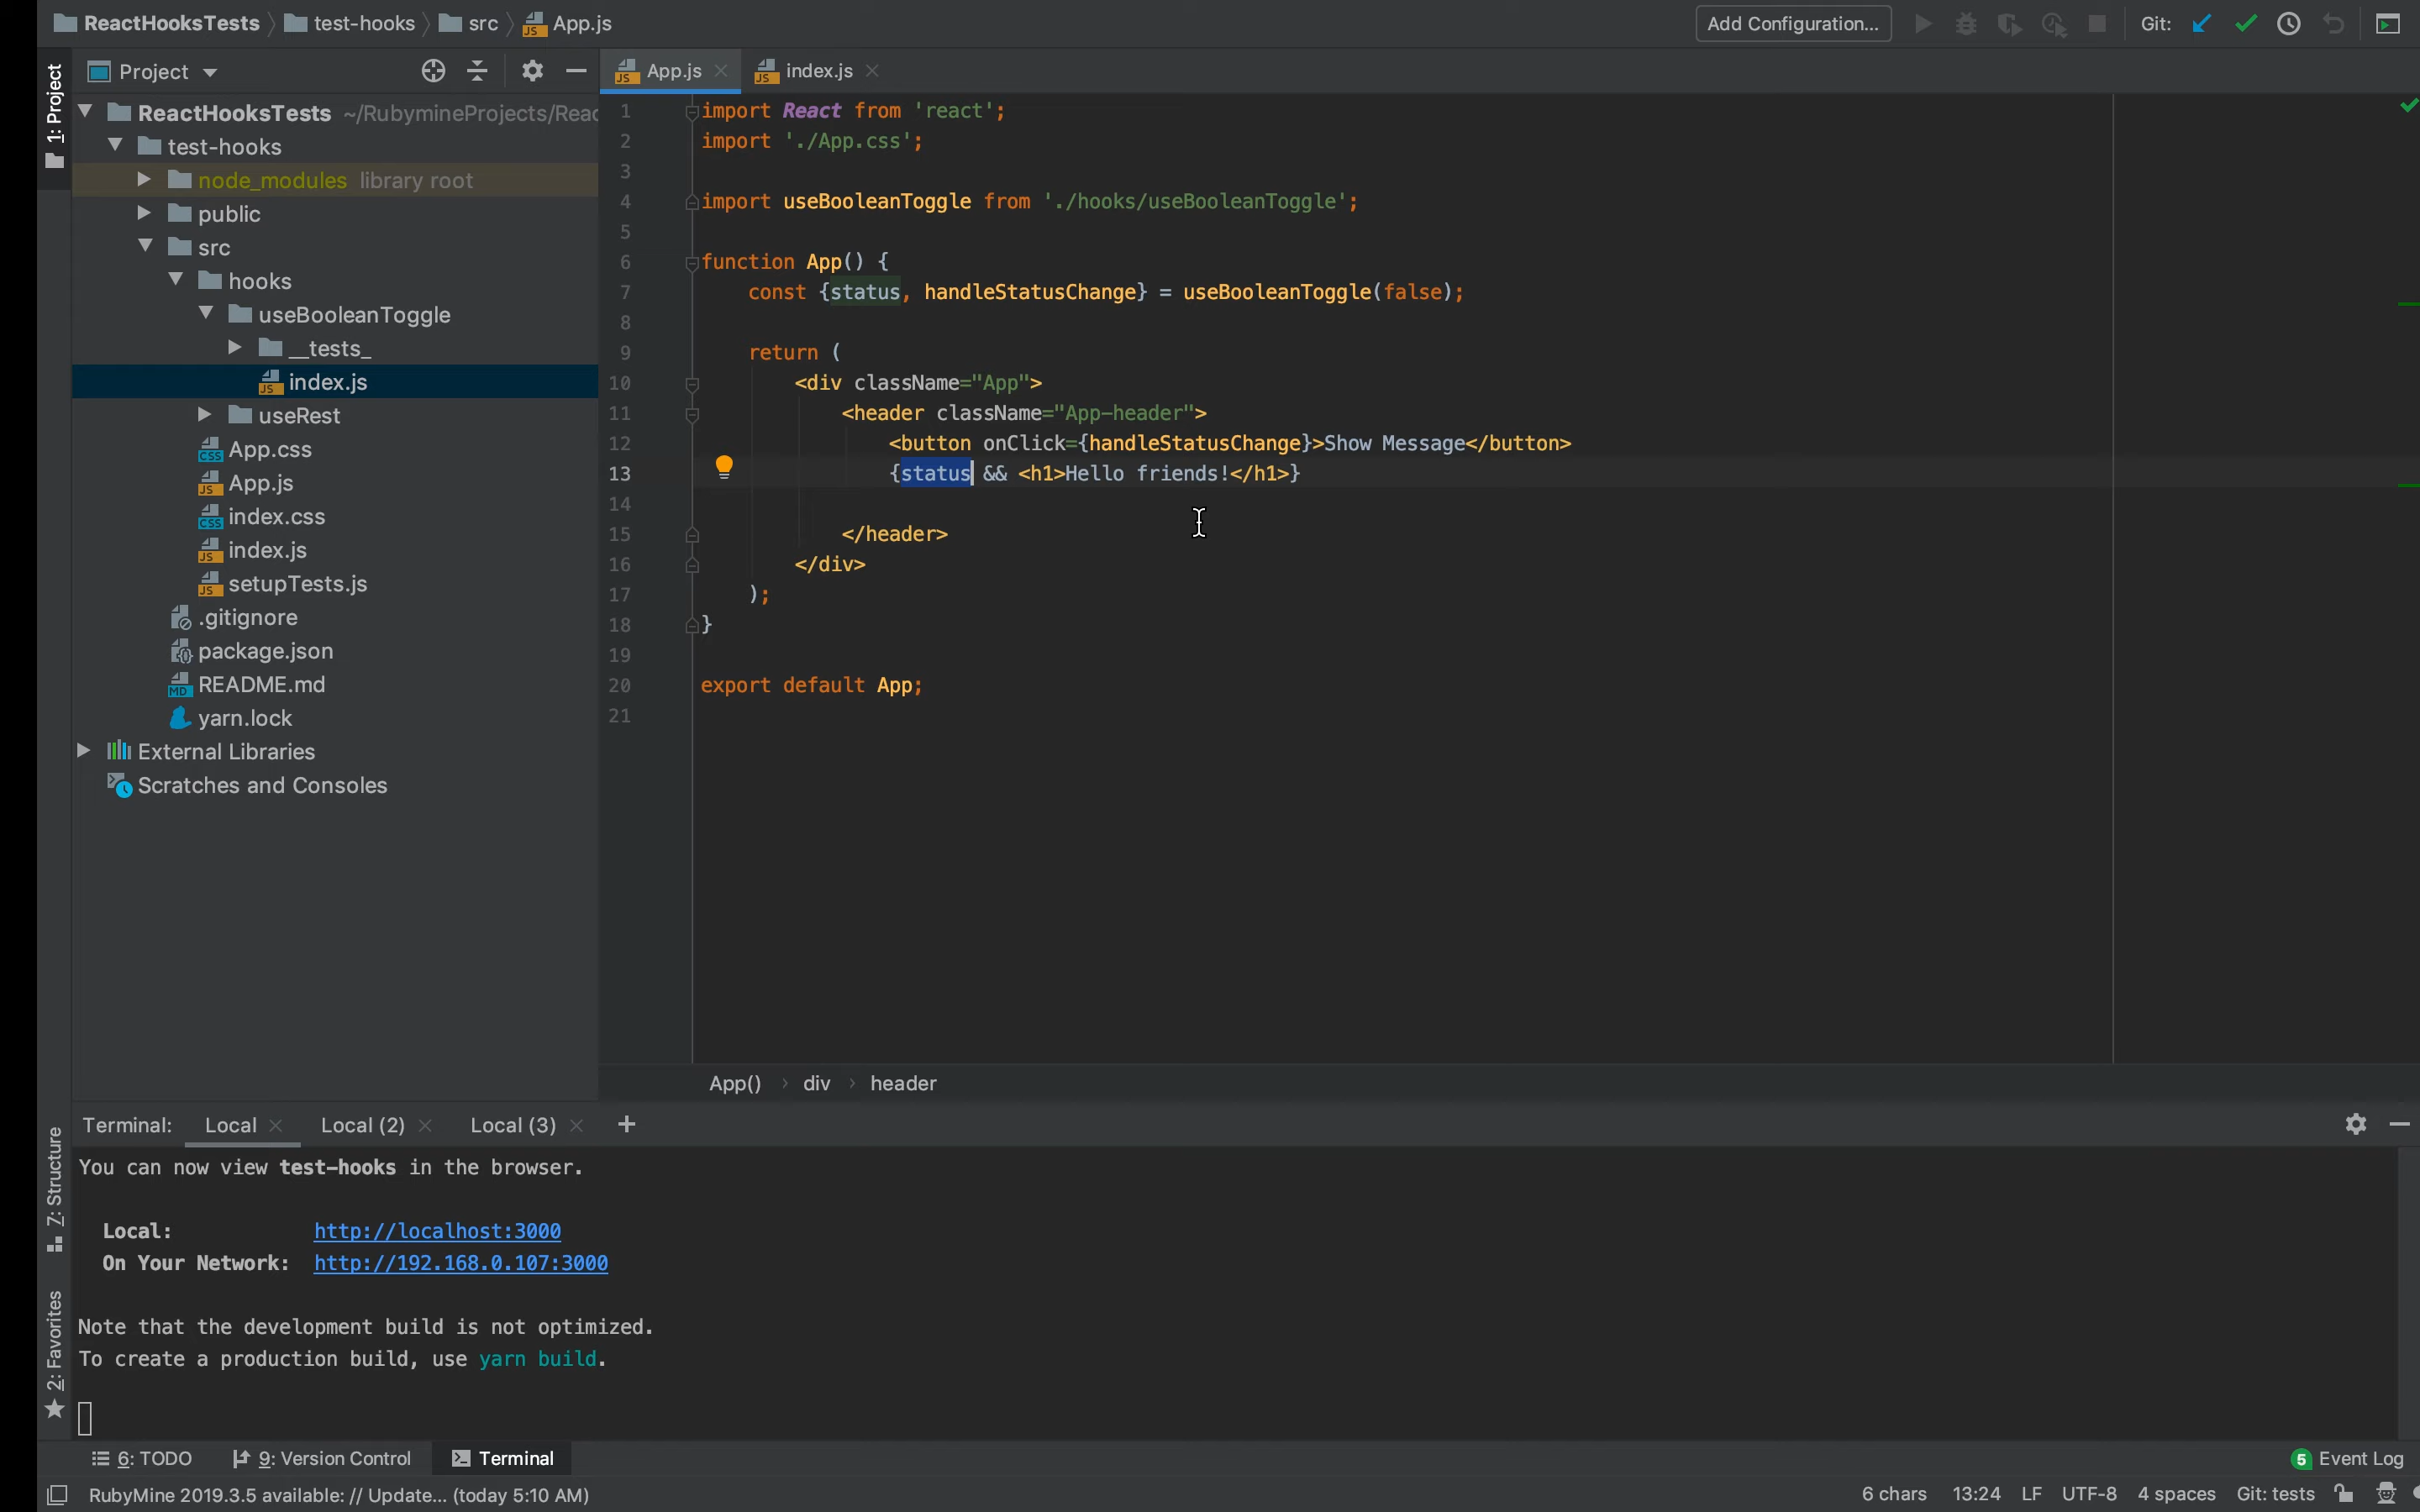 ReactHooksTests test-hooks src App.js Add Configuration... Git:
1: Project
Project
App.js index.js
ReactHooksTests ~/RubymineProjects/Reac
test-hooks
node_modules library root
public
src
hooks
useBooleanToggle
__tests_
index.js
useRest
App.css
App.js
index.css
index.js
setupTests.js
.gitignore
package.json
README.md
yarn.lock
External Libraries
Scratches and Consoles
1 import React from 'react';
2 import './App.css';
3
4 import useBooleanToggle from './hooks/useBooleanToggle';
5
6 function App() {
7 const {status, handleStatusChange} = useBooleanToggle(false);
8
9 return (
10 <div className="App">
11 <header className="App-header">
12 <button onClick={handleStatusChange}>Show Message</button>
13 {status && <h1>Hello friends!</h1>}
14
15 </header>
16 </div>
17 );
18 }
19
20 export default App;
21
App() › div › header
Terminal: Local Local (2) Local (3)
You can now view test-hooks in the browser.
Local: http://localhost:3000
On Your Network: http://192.168.0.107:3000
Note that the development build is not optimized.
To create a production build, use yarn build.
Z: Structure
2: Favorites
6: TODO 9: Version Control Terminal 5 Event Log
RubyMine 2019.3.5 available: // Update... (today 5:10 AM) 6 chars 13:24 LF UTF-8 4 spaces Git: tests